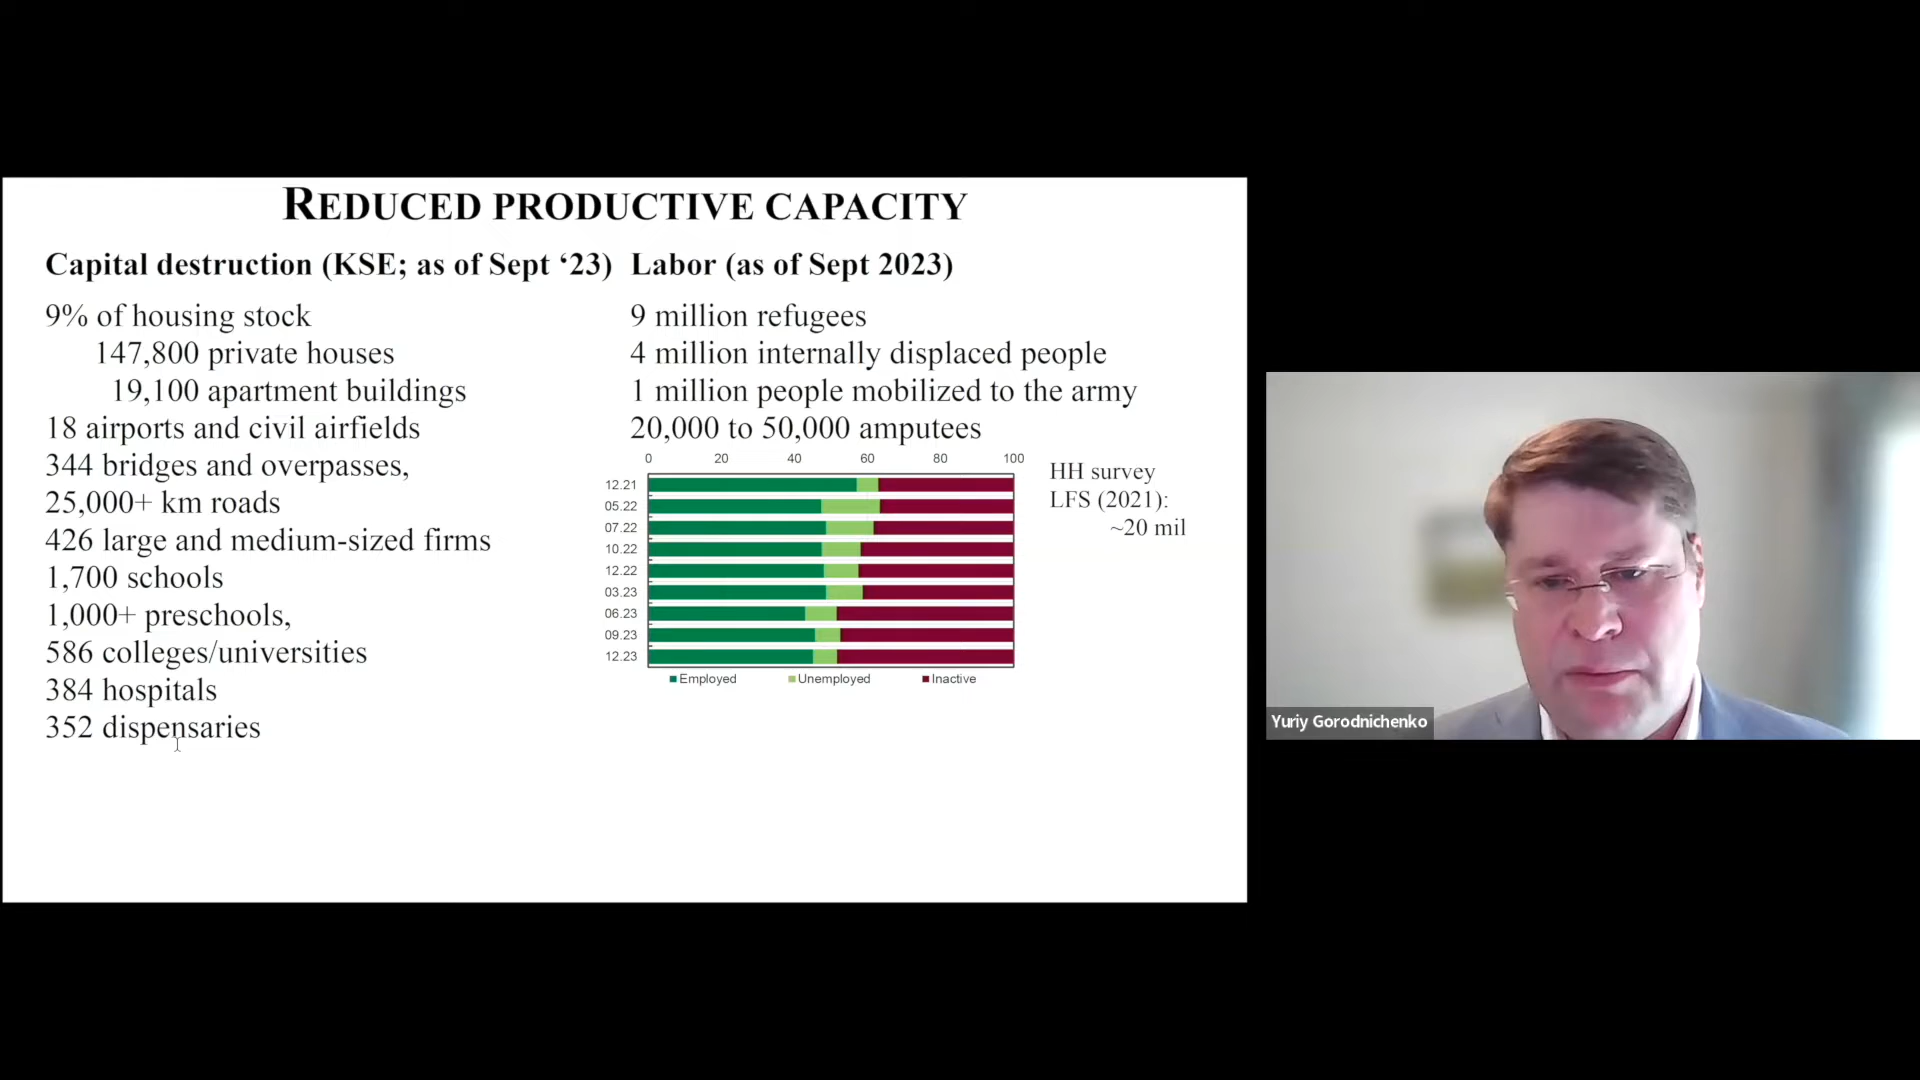 REDUCED PRODUCTIVE CAPACITY
Capital destruction (KSE; as of Sept ‘23)
9% of housing stock
147,800 private houses
19,100 apartment buildings
18 airports and civil airfields
344 bridges and overpasses,
25,000+ km roads
426 large and medium-sized firms
1,700 schools
1,000+ preschools,
586 colleges/universities
384 hospitals
352 dispensaries
Labor (as of Sept 2023)
9 million refugees
4 million internally displaced people
1 million people mobilized to the army
20,000 to 50,000 amputees
0 20 40 60 80 100
12.21
05.22
07.22
10.22
12.22
03.23
06.23
09.23
12.23
Employed Unemployed Inactive
HH survey
LFS (2021):
~20 mil
Yuriy Gorodnichenko